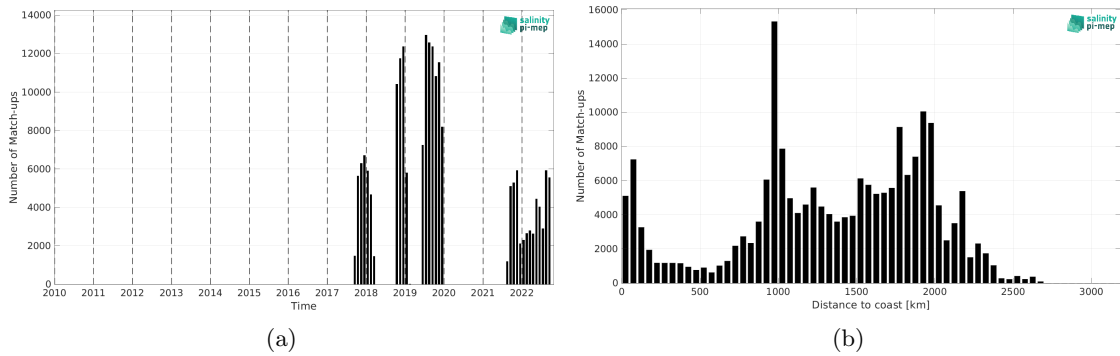 14000
12000
10000
8000
6000
4000
2000
0
Number of Match-ups
2010 2011 2012 2013 2014 2015 2016 2017 2018 2019 2020 2021 2022
Time
salinity
pi-mep
(a)
16000
14000
12000
10000
8000
6000
4000
2000
0
Number of Match-ups
0 500 1000 1500 2000 2500 3000
Distance to coast [km]
salinity
pi-mep
(b)